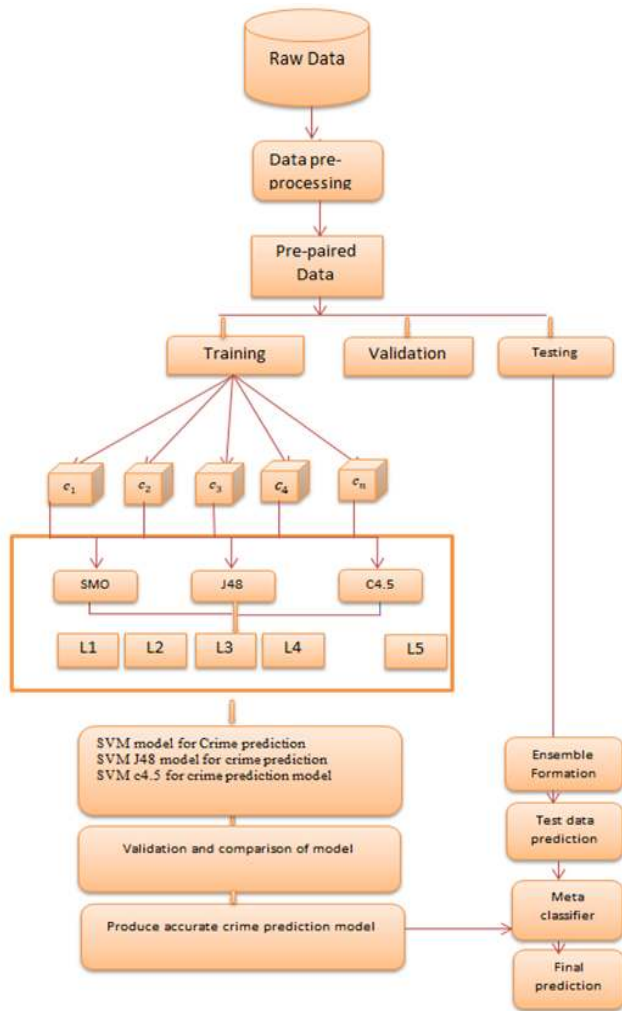 Raw Data
Data pre-
processing
Pre-paired
Data
Training
Validation
Testing
c1
c2
c3
c4
cn
SMO
J48
C4.5
L1
L2
L3
L4
L5
SVM model for Crime prediction
SVM J48 model for crime prediction
SVM c4.5 for crime prediction model
Validation and comparison of model
Produce accurate crime prediction model
Ensemble
Formation
Test data
prediction
Meta
classifier
Final
prediction